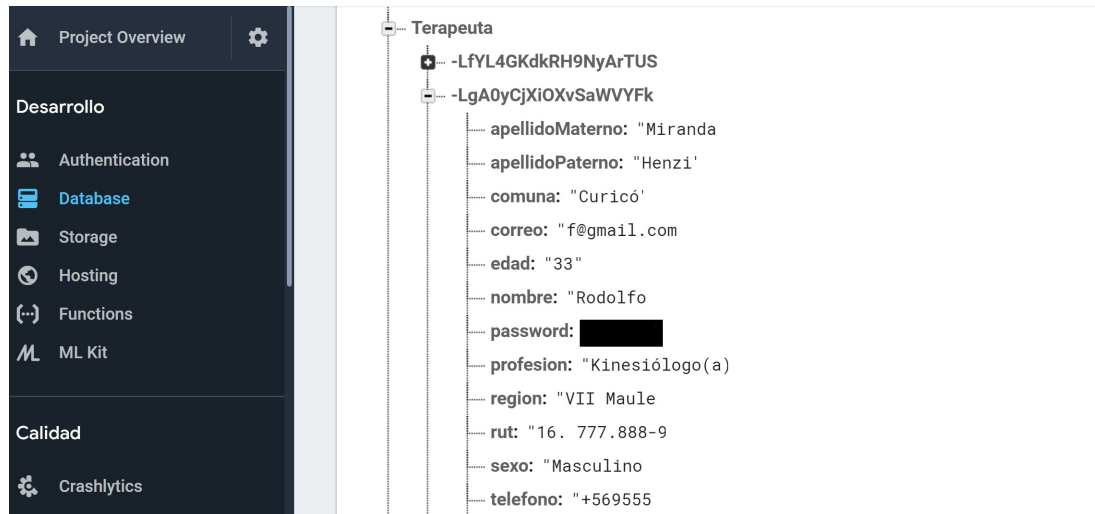 Project Overview
Desarrollo
Authentication
Database
Storage
Hosting
Functions
ML Kit
Calidad
Crashlytics
Terapeuta
-LfYL4GKdkRH9NyArTUS
-LgA0yCjXiOXvSaWVYFk
apellidoMaterno: "Miranda
apellidoPaterno: "Henzi'
comuna: "Curicó'
correo: "f@gmail.com
edad: "33"
nombre: "Rodolfo
password:
profesion: "Kinesiólogo(a)
region: "VII Maule
rut: "16. 777.888-9
sexo: "Masculino
telefono: "+569555